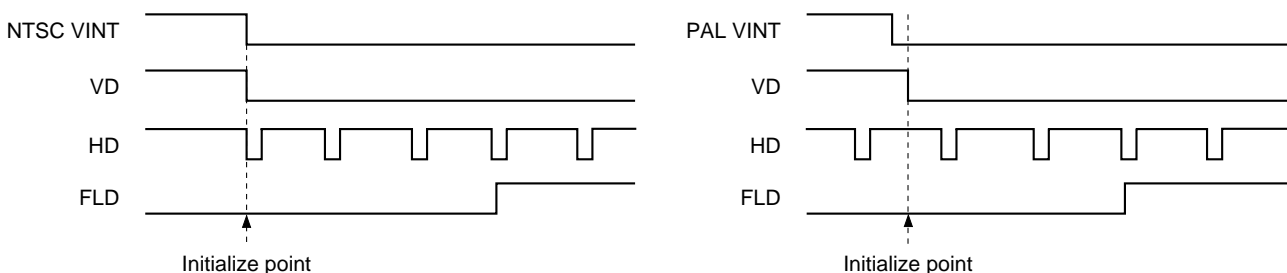 NTSC VINT
VD
HD
FLD
Initialize point
PAL VINT
VD
HD
FLD
Initialize point